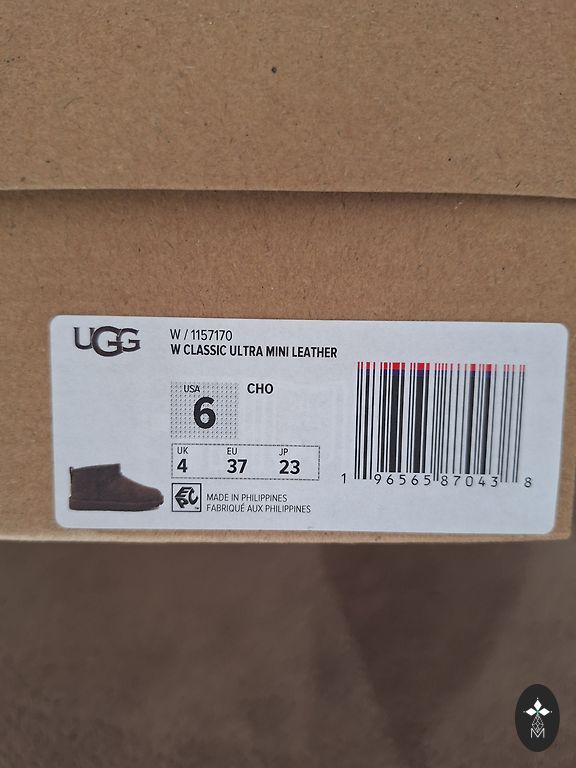 UGG
W / 1157170
W CLASSIC ULTRA MINI LEATHER
USA
6
CHO
UK EU JP
4 37 23
EPC
MADE IN PHILIPPINES
FABRIQUÉ AUX PHILIPPINES
1 96565 87043 8
M